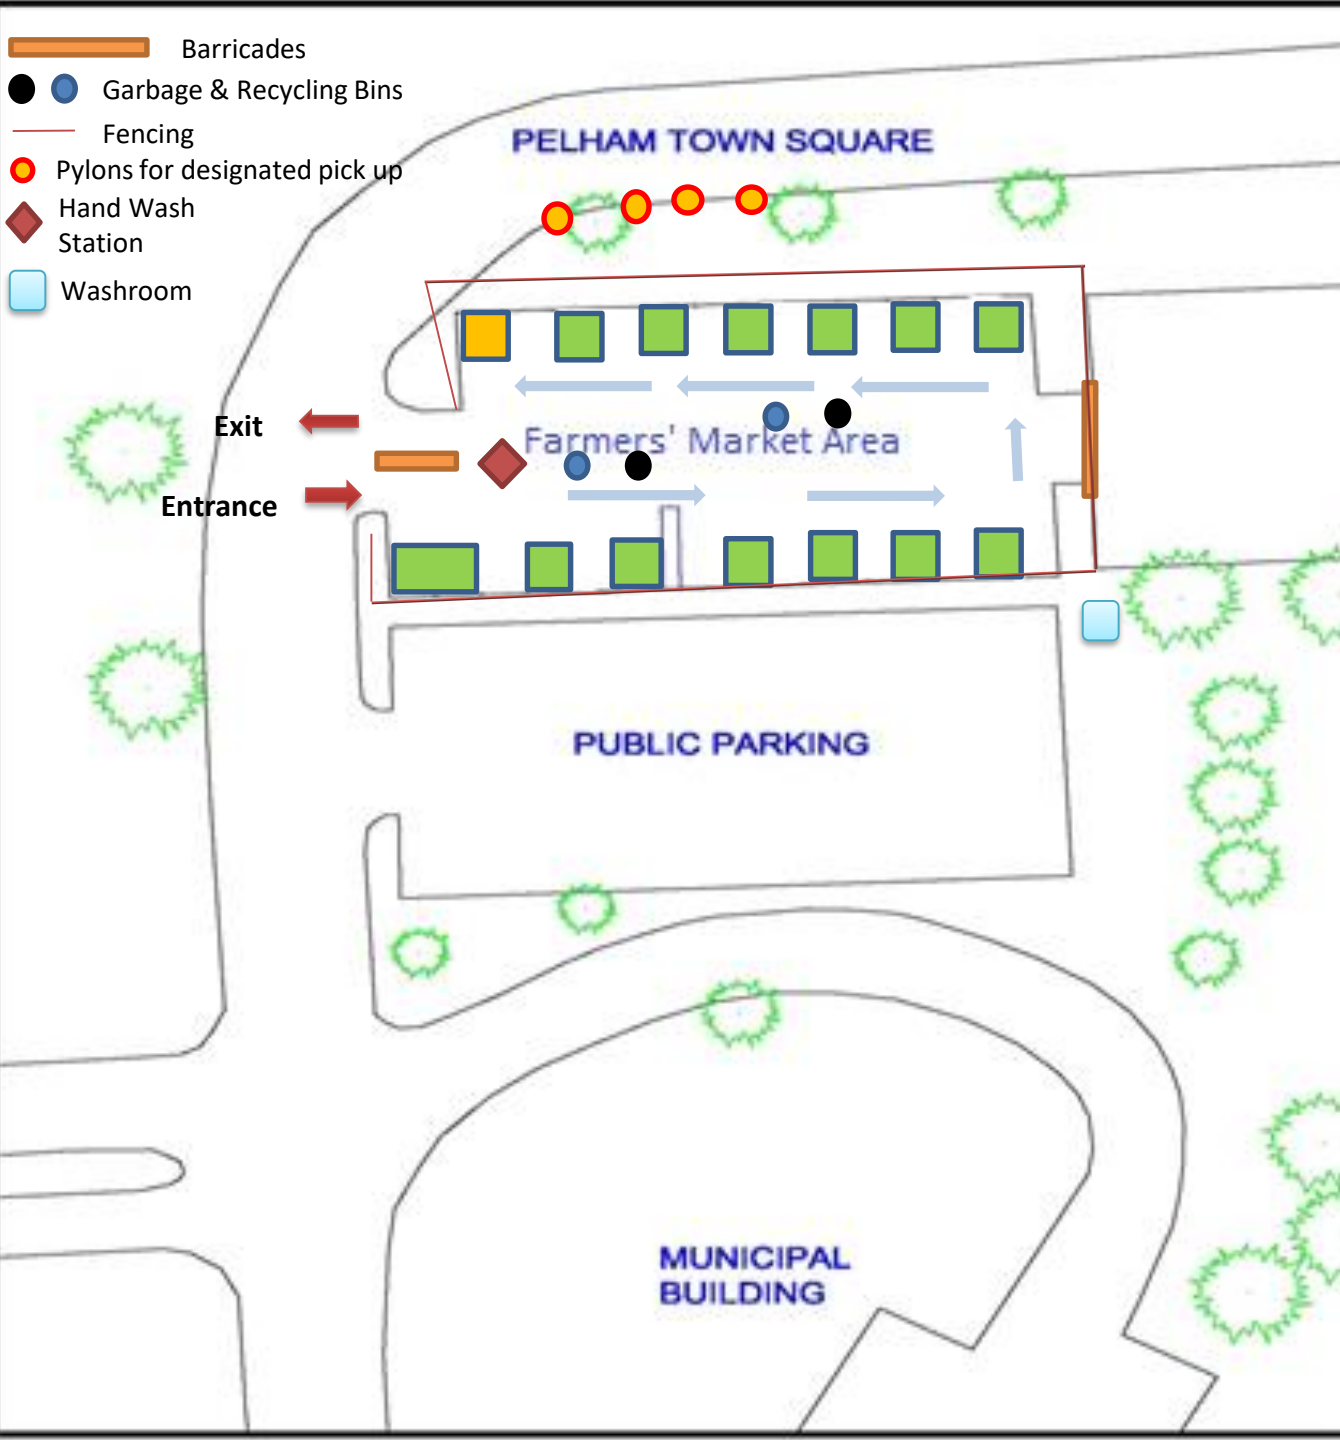 Barricades
Garbage & Recycling Bins
Fencing
Pylons for designated pick up
Hand Wash
Station
Washroom
PELHAM TOWN SQUARE
Exit
Farmers' Market Area
Entrance
PUBLIC PARKING
MUNICIPAL
BUILDING